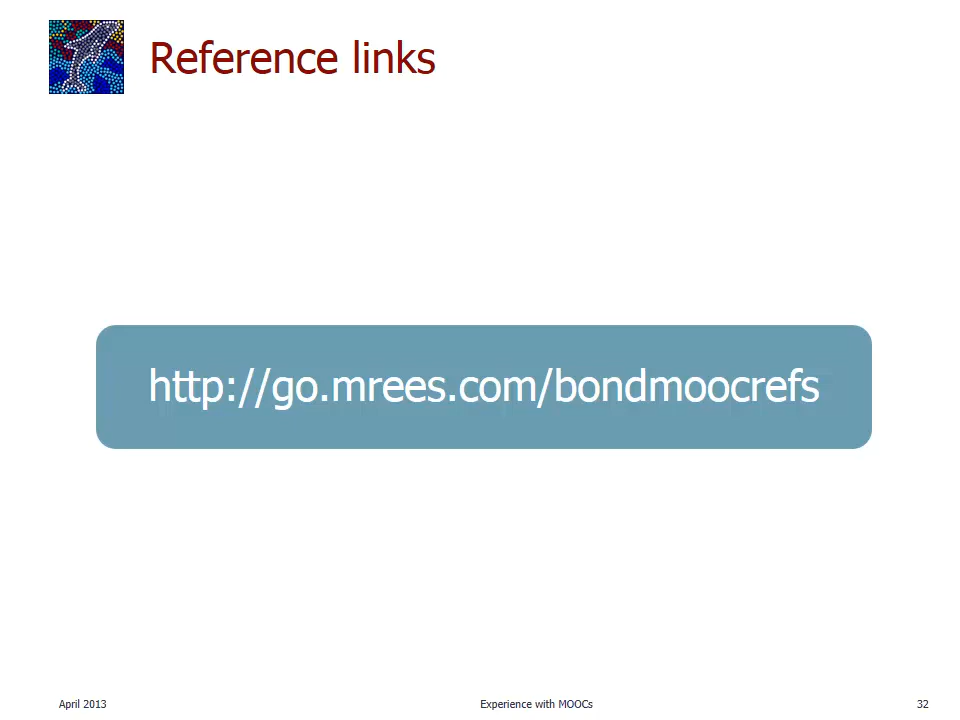 Reference links
http://go.mrees.com/bondmoocrefs
April 2013
Experience with MOOCs
32